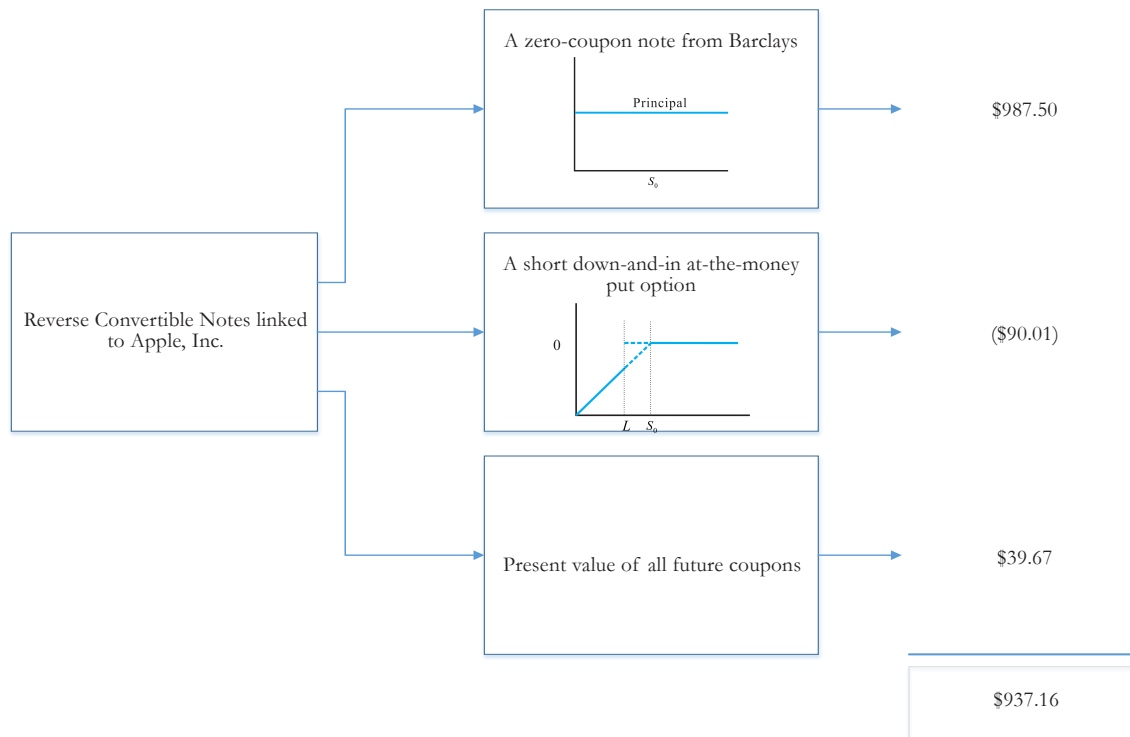 A zero-coupon note from Barclays
Principal
S₀
$987.50
Reverse Convertible Notes linked
to Apple, Inc.
A short down-and-in at-the-money
put option
0
L S₀
($90.01)
Present value of all future coupons
$39.67
$937.16